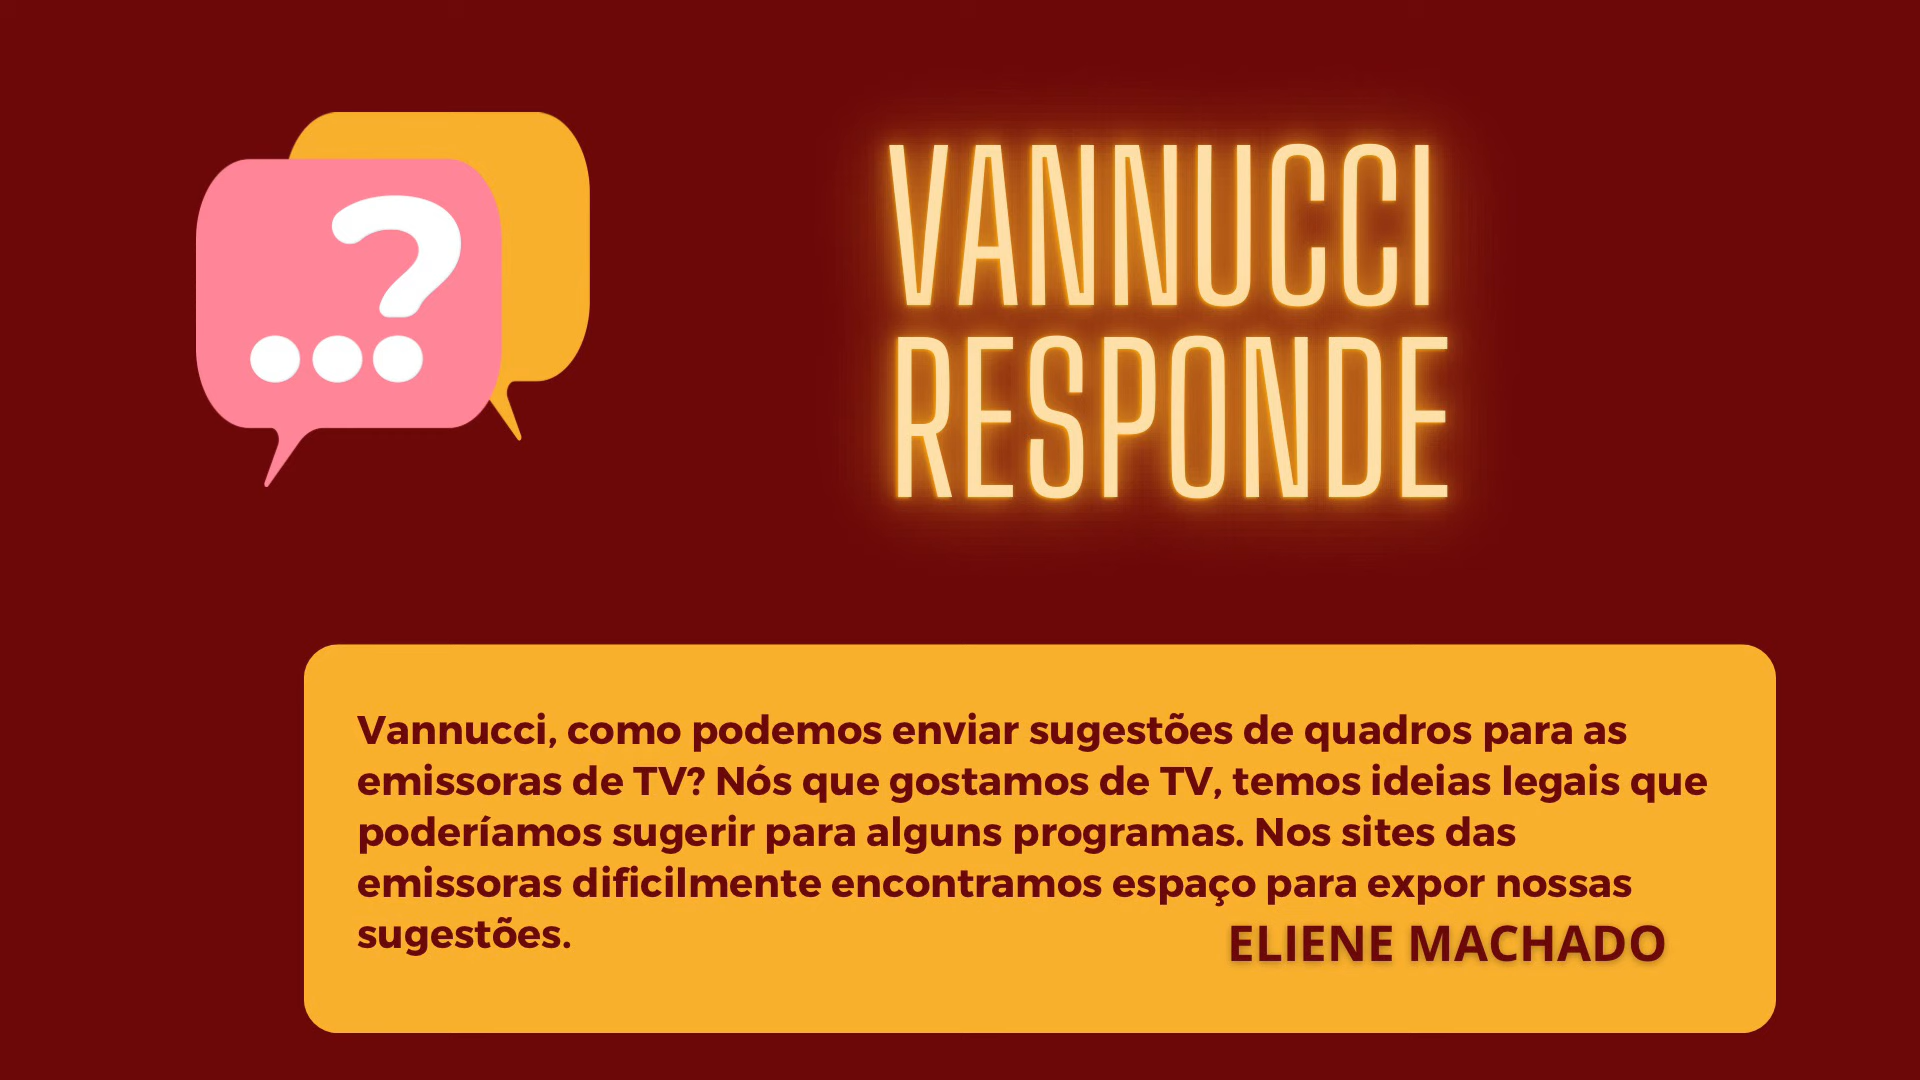 VANNUCCI
RESPONDE
Vannucci, como podemos enviar sugestões de quadros para as
emissoras de TV? Nós que gostamos de TV, temos ideias legais que
poderíamos sugerir para alguns programas. Nos sites das
emissoras dificilmente encontramos espaço para expor nossas
sugestões.
ELIENE MACHADO